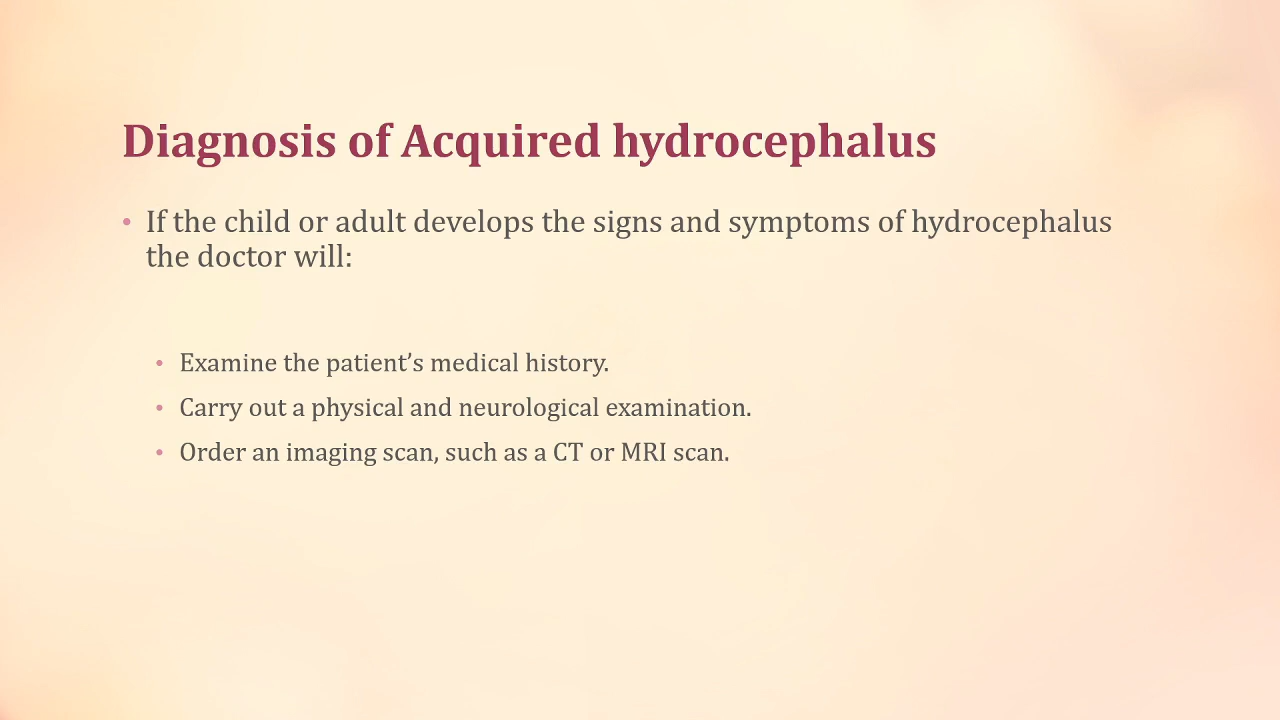 Diagnosis of Acquired hydrocephalus
• If the child or adult develops the signs and symptoms of hydrocephalus
the doctor will:
• Examine the patient’s medical history.
• Carry out a physical and neurological examination.
• Order an imaging scan, such as a CT or MRI scan.